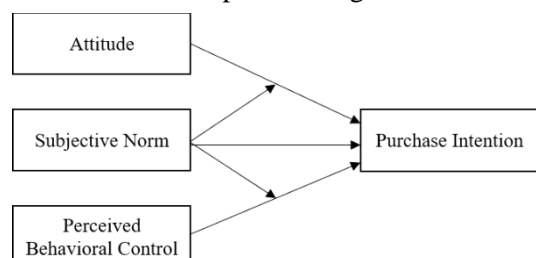 Attitude
Subjective Norm
Purchase Intention
Perceived
Behavioral Control